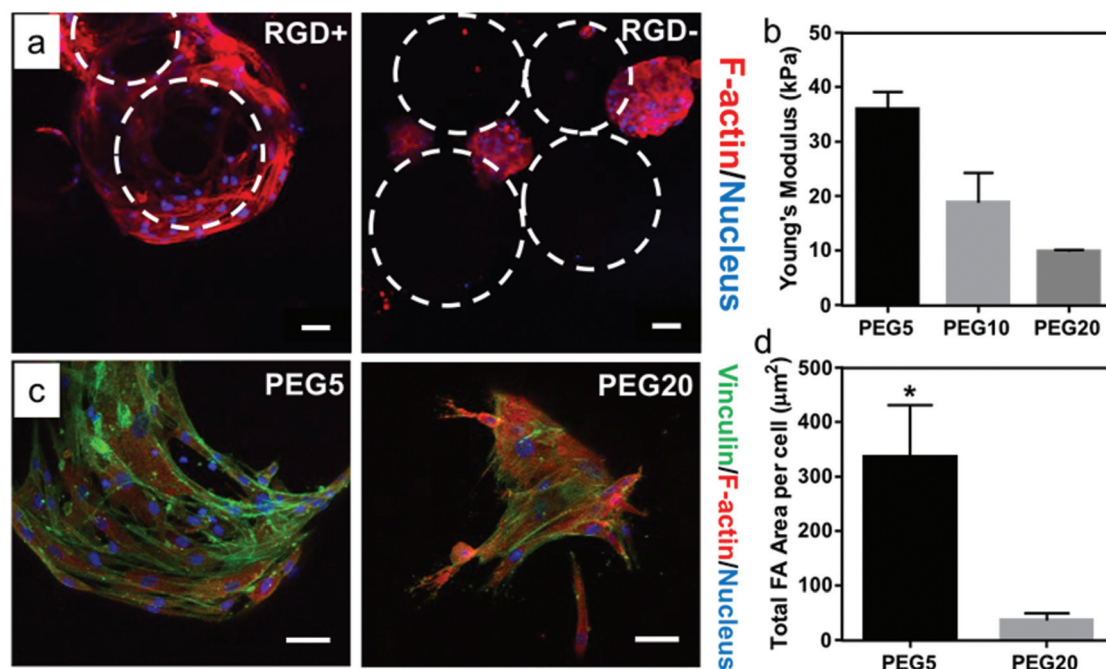 a
RGD+
RGD-
F-actin/Nucleus
b
Young's Modulus (kPa)
50
40
30
20
10
0
PEG5
PEG10
PEG20
c
PEG5
PEG20
Vinculin/F-actin/Nucleus
d
Total FA Area per cell (µm²)
500
400
300
200
100
0
*
PEG5
PEG20